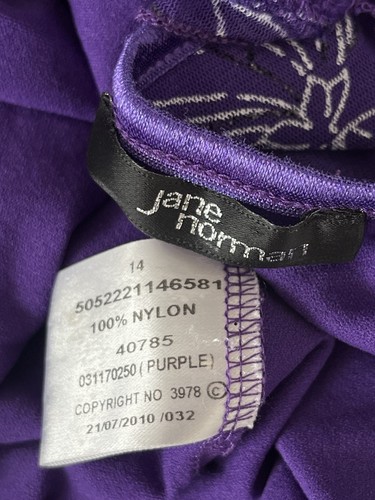 jane
norman
14
5052221146581
100% NYLON
40785
031170250 ( PURPLE)
COPYRIGHT NO 3978 ©
21/07/2010 /032